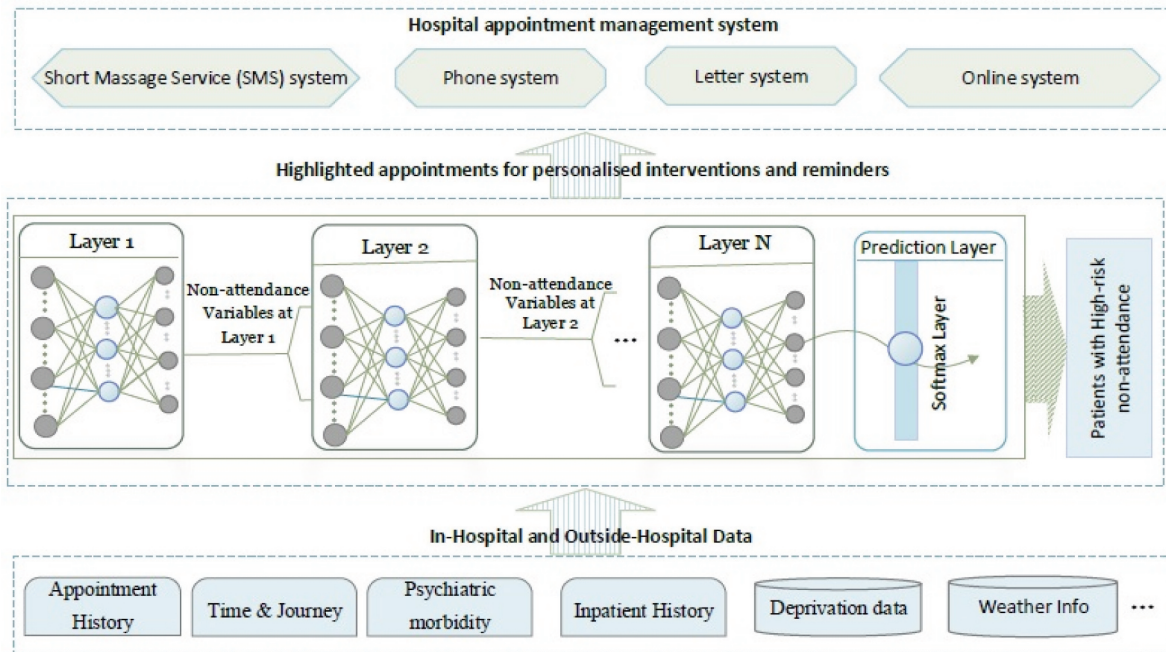 Hospital appointment management system
Short Massage Service (SMS) system
Phone system
Letter system
Online system
Highlighted appointments for personalised interventions and reminders
Layer 1
Non-attendance
Variables at
Layer 1
Layer 2
Non-attendance
Variables at
Layer 2
...
Layer N
Prediction Layer
Softmax Layer
Patients with High-risk
non-attendance
In-Hospital and Outside-Hospital Data
Appointment
History
Time & Journey
Psychiatric
morbidity
Inpatient History
Deprivation data
Weather Info
...